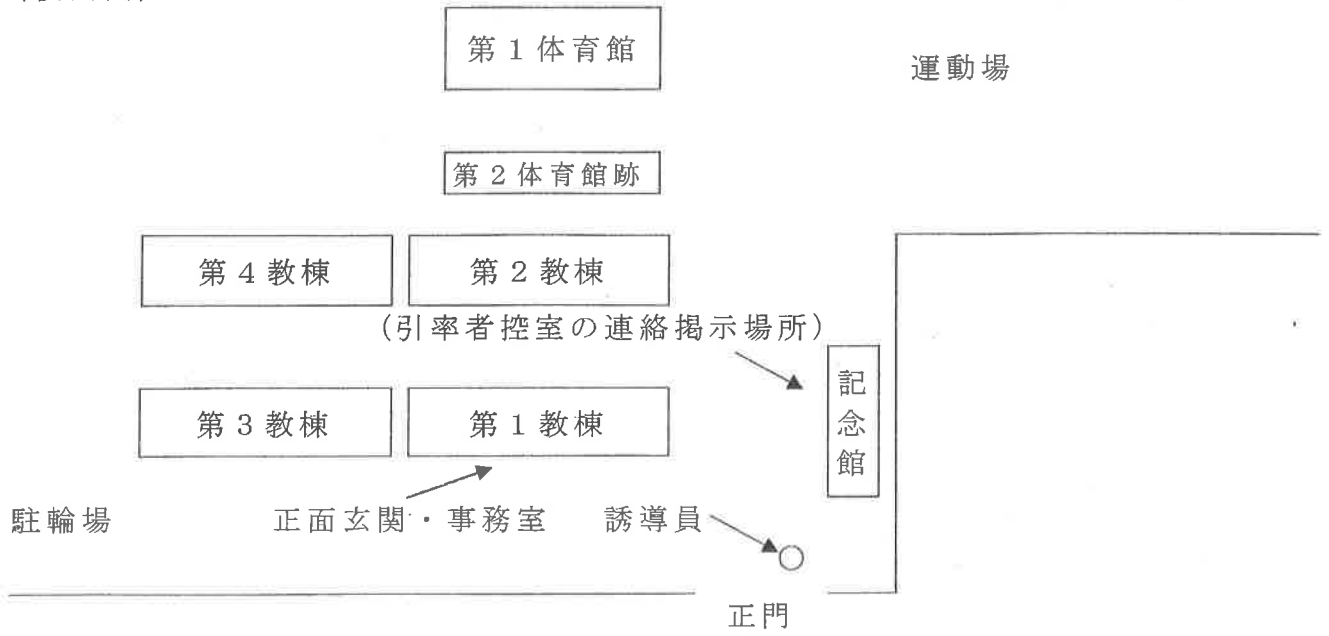 第１体育館
運動場
第２体育館跡
第４教棟
第２教棟
(引率者控室の連絡掲示場所)
記念館
第３教棟
第１教棟
駐輪場
正面玄関・事務室
誘導員
正門